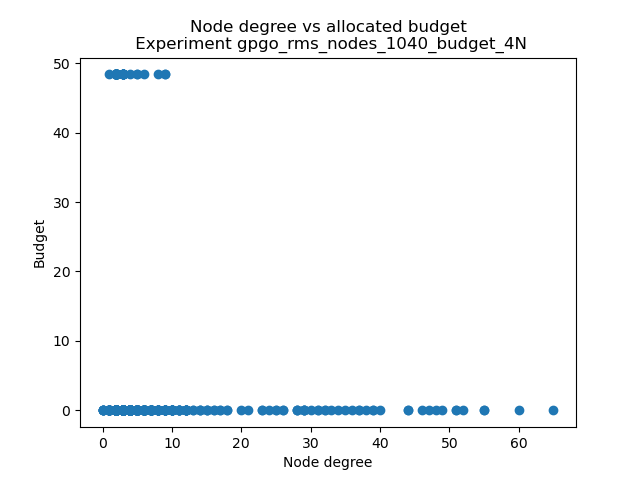 Node degree vs allocated budget
Experiment gpgo_rms_nodes_1040_budget_4N
50
40
30
20
10
0
Budget
0 10 20 30 40 50 60
Node degree